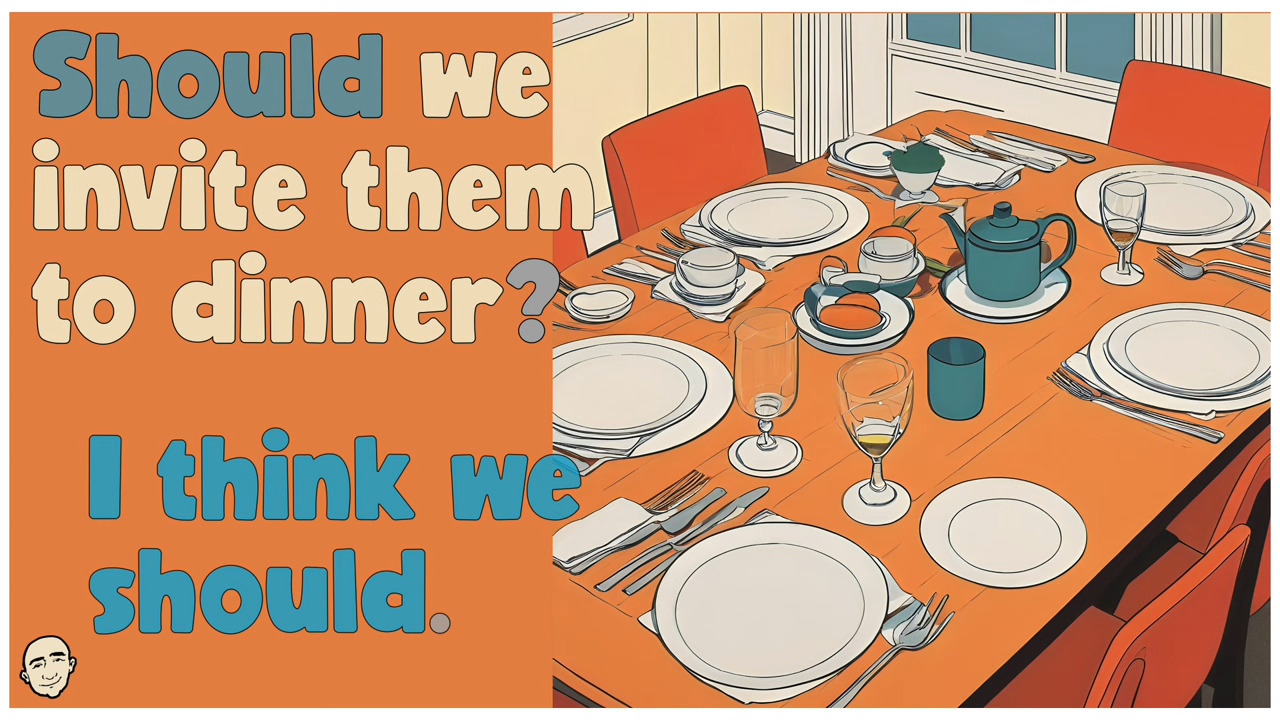 Should we
invite them
to dinner?
I think we
should.